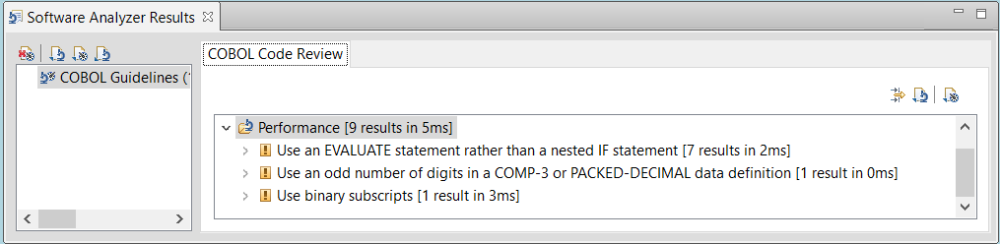 Software Analyzer Results
COBOL Guidelines (
COBOL Code Review
Performance [9 results in 5ms]
Use an EVALUATE statement rather than a nested IF statement [7 results in 2ms]
Use an odd number of digits in a COMP-3 or PACKED-DECIMAL data definition [1 result in 0ms]
Use binary subscripts [1 result in 3ms]